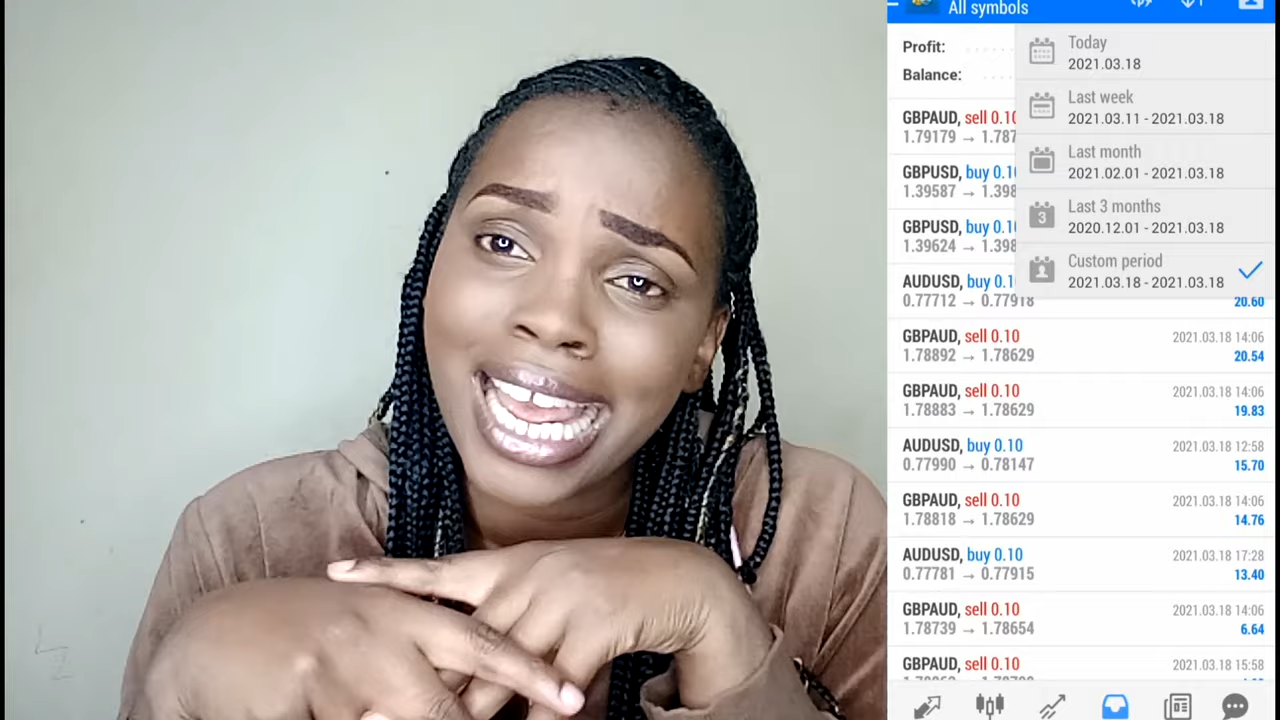 All symbols
Profit:
Balance:
Today
2021.03.18
Last week
2021.03.11 - 2021.03.18
Last month
2021.02.01 - 2021.03.18
3
Last 3 months
2020.12.01 - 2021.03.18
Custom period
2021.03.18 - 2021.03.18
GBPAUD, sell 0.10
1.79179 → 1.787
GBPUSD, buy 0.10
1.39587 → 1.398
GBPUSD, buy 0.1
1.39624 → 1.398
AUDUSD, buy 0.1
0.77712 → 0.77918 20.60
GBPAUD, sell 0.10 2021.03.18 14:06
1.78892 → 1.78629 20.54
GBPAUD, sell 0.10 2021.03.18 14:06
1.78883 → 1.78629 19.83
AUDUSD, buy 0.10 2021.03.18 12:58
0.77990 → 0.78147 15.70
GBPAUD, sell 0.10 2021.03.18 14:06
1.78818 → 1.78629 14.76
AUDUSD, buy 0.10 2021.03.18 17:28
0.77781 → 0.77915 13.40
GBPAUD, sell 0.10 2021.03.18 14:06
1.78739 → 1.78654 6.64
GBPAUD, sell 0.10 2021.03.18 15:58